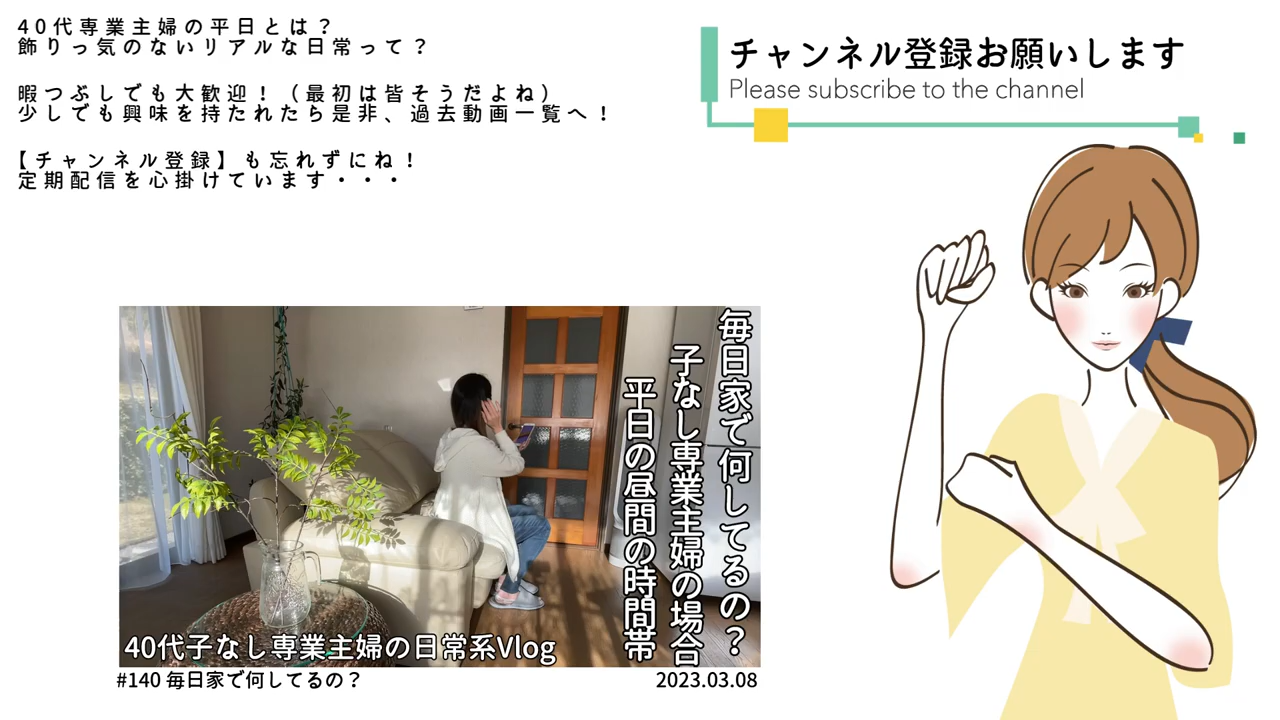 40代専業主婦の平日とは？
飾りっ気のないリアルな日常って？
暇つぶしでも大歓迎！（最初は皆そうだよね）
少しでも興味を持たれたら是非、過去動画一覧へ！
【チャンネル登録】も忘れずにね！
定期配信を心掛けています・・・
チャンネル登録お願いします
Please subscribe to the channel
毎日家で何してるの？
子なし専業主婦の場合
平日の昼間の時間帯
40代子なし専業主婦の日常系Vlog
#140 毎日家で何してるの？
2023.03.08